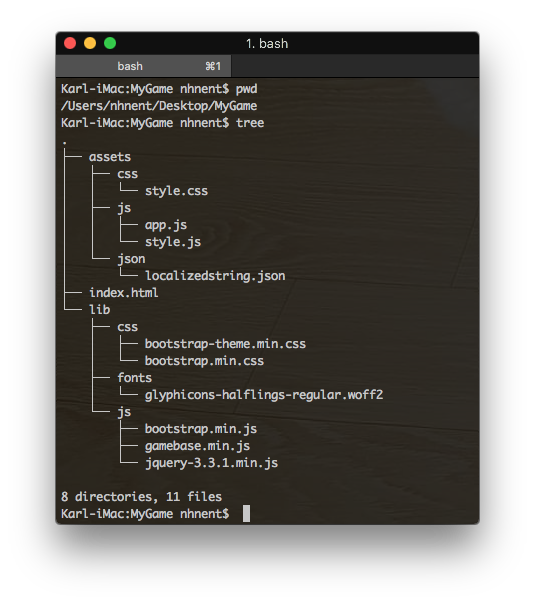 1. bash
bash ⌘1
Karl-iMac:MyGame nhnent$ pwd
/Users/nhnent/Desktop/MyGame
Karl-iMac:MyGame nhnent$ tree
.
├── assets
│   ├── css
│   │   └── style.css
│   ├── js
│   │   ├── app.js
│   │   └── style.js
│   └── json
│       └── localizedstring.json
├── index.html
└── lib
    ├── css
    │   ├── bootstrap-theme.min.css
    │   └── bootstrap.min.css
    ├── fonts
    │   └── glyphicons-halflings-regular.woff2
    └── js
        ├── bootstrap.min.js
        ├── gamebase.min.js
        └── jquery-3.3.1.min.js
8 directories, 11 files
Karl-iMac:MyGame nhnent$